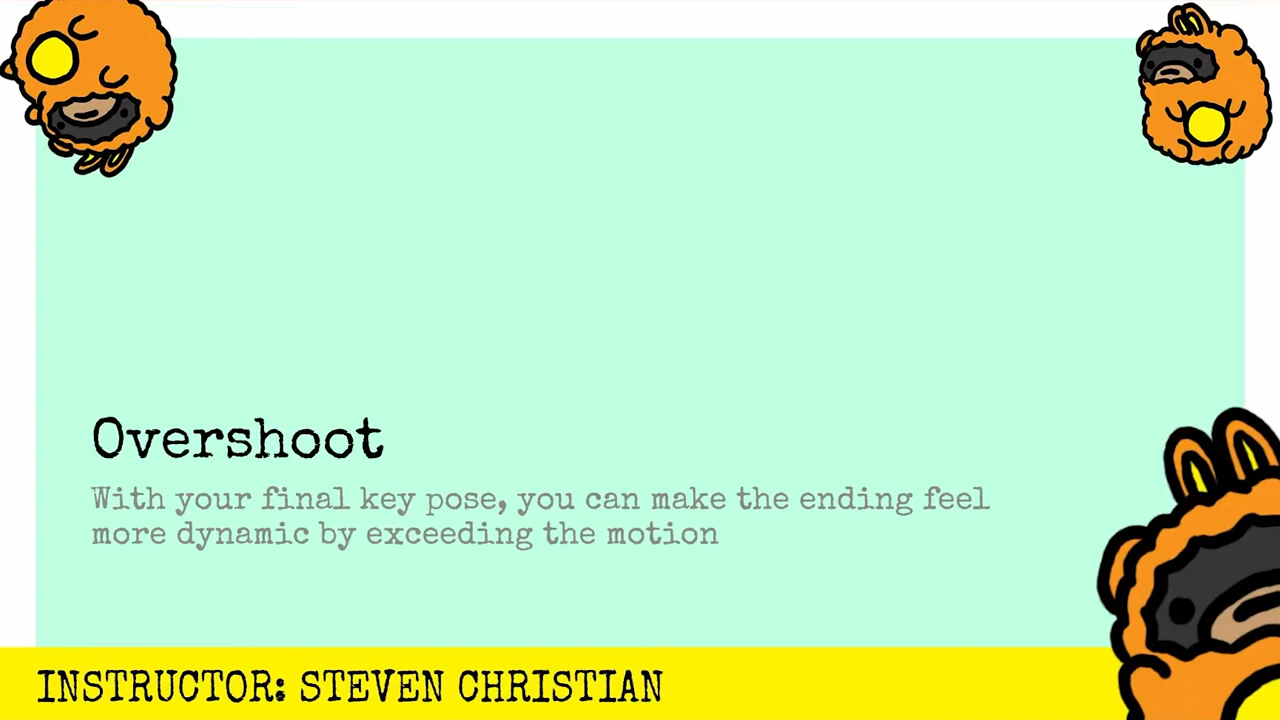 Overshoot
With your final key pose, you can make the ending feel
more dynamic by exceeding the motion
INSTRUCTOR: STEVEN CHRISTIAN